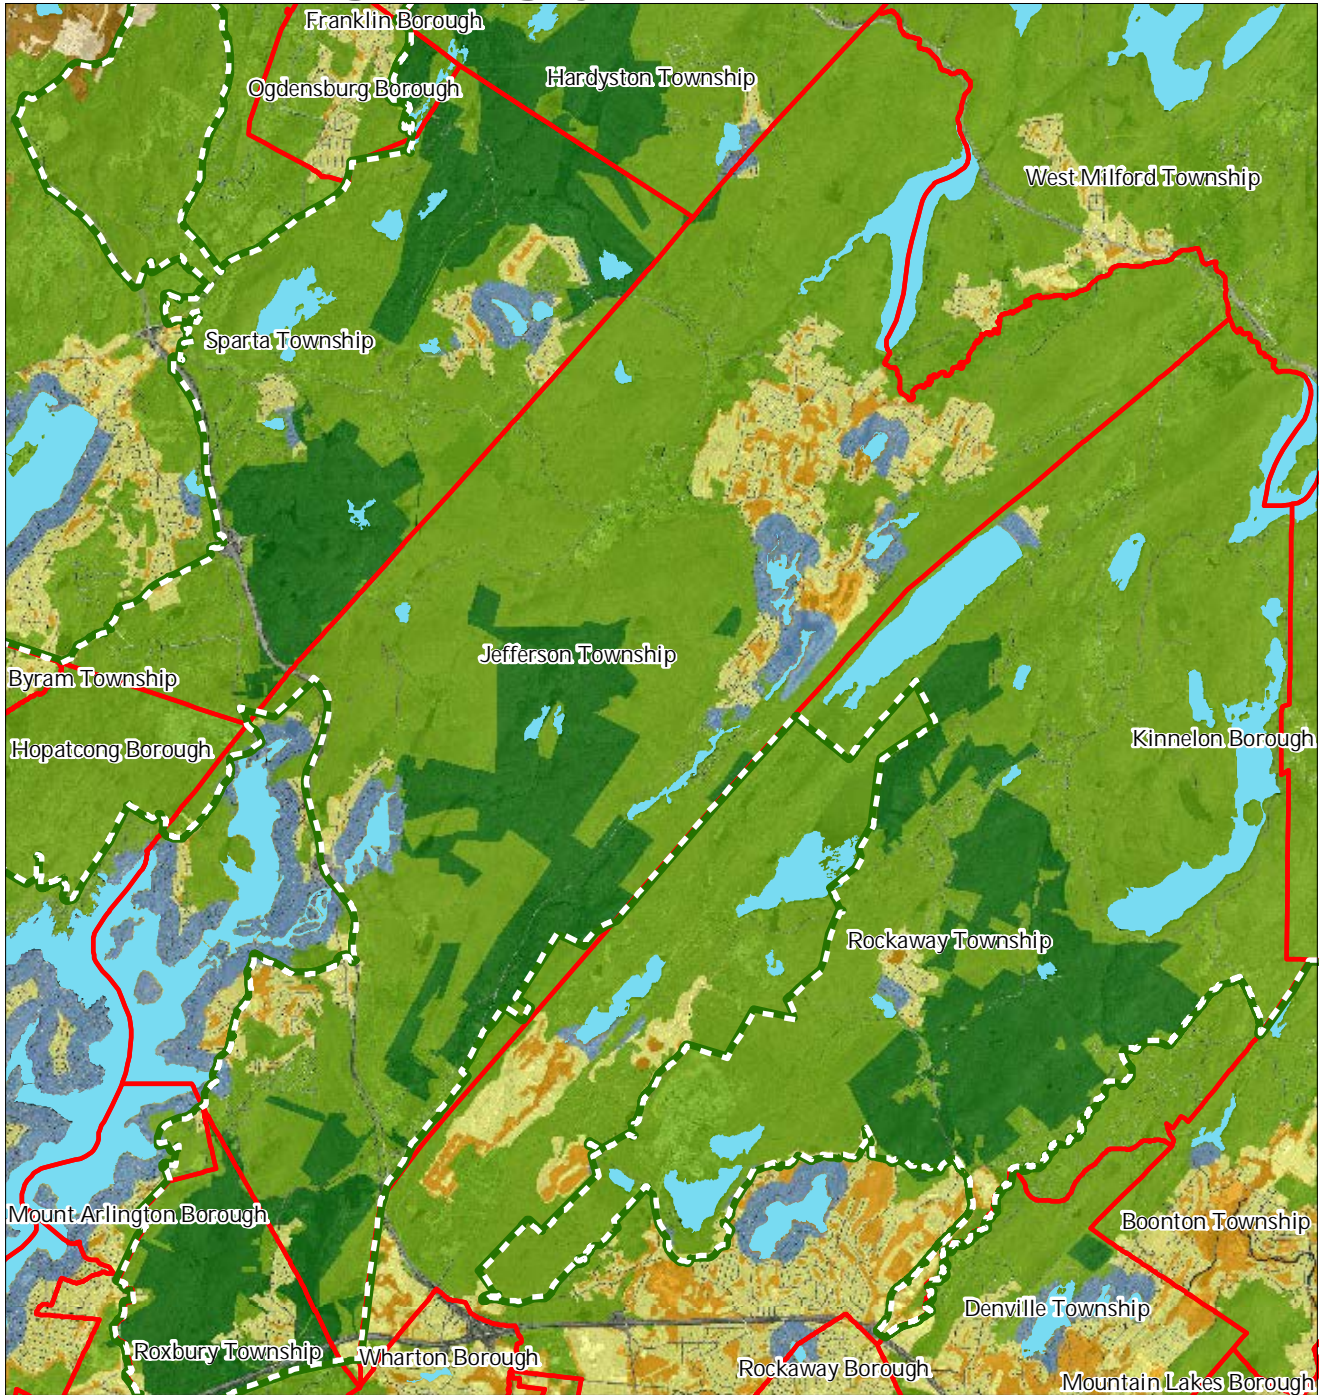 Franklin Borough
Hardyston Township
Ogdensburg Borough
West Milford Township
Sparta Township
Jefferson Township
Byram Township
Hopatcong Borough
Kinnelon Borough
Rockaway Township
Mount Arlington Borough
Boonton Township
Denville Township
Roxbury Township
Wharton Borough
Rockaway Borough
Mountain Lakes Borough